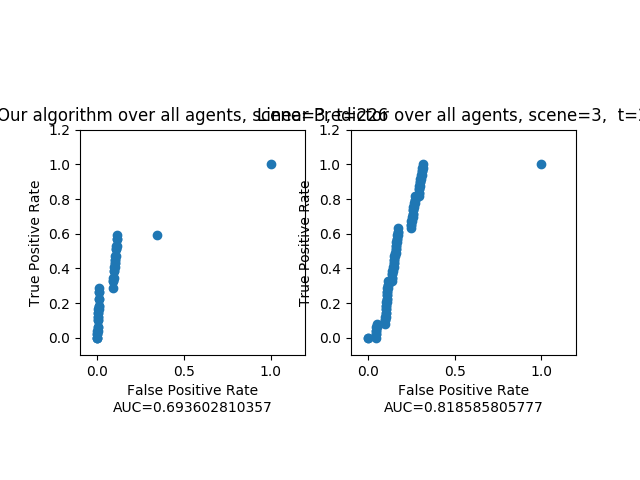 Our algorithm over all agents, scene=3, t=226
Linear Predictor over all agents, scene=3, t=
1.2
1.0
0.8
0.6
0.4
0.2
0.0
True Positive Rate
0.0 0.5 1.0
False Positive Rate
AUC=0.693602810357
1.2
1.0
0.8
0.6
0.4
0.2
0.0
True Positive Rate
0.0 0.5 1.0
False Positive Rate
AUC=0.818585805777